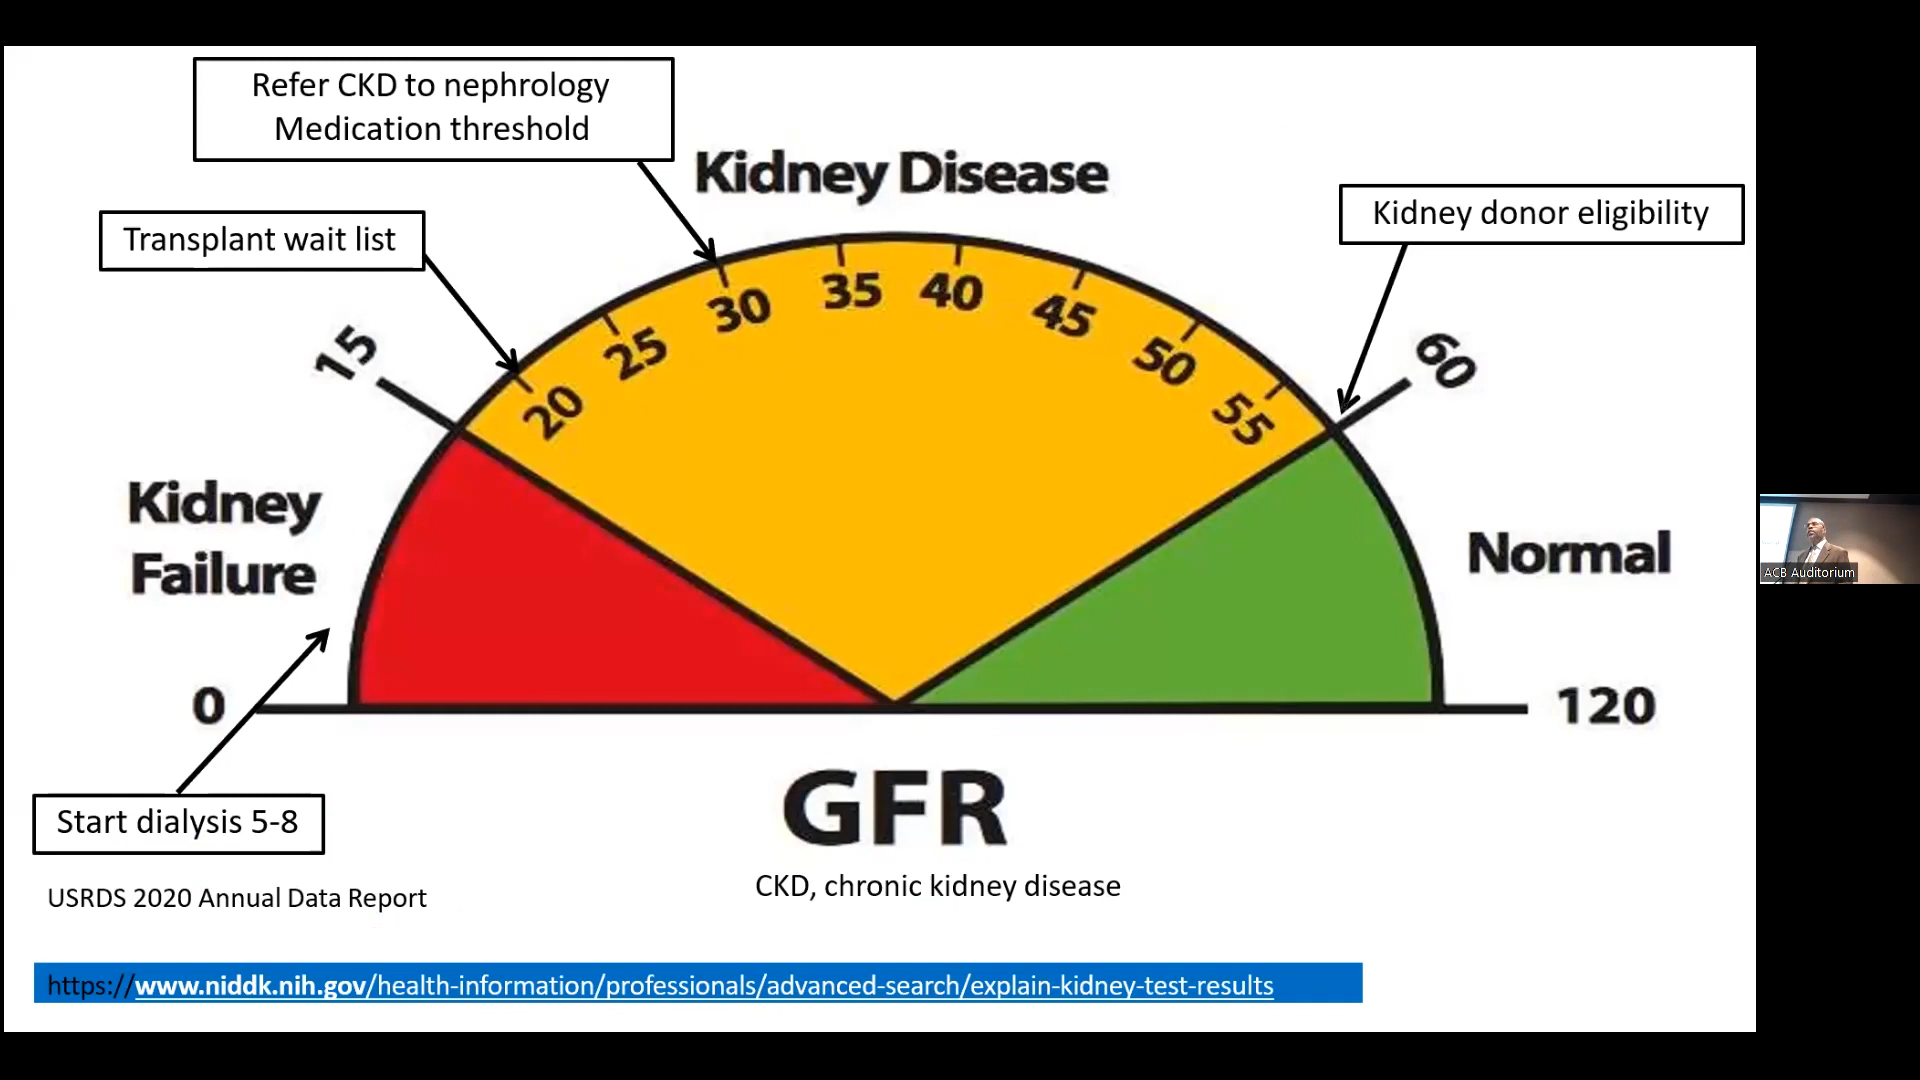 Refer CKD to nephrology
Medication threshold
Kidney Disease
Kidney donor eligibility
Transplant wait list
15
20
25
30
35
40
45
50
55
60
Kidney
Failure
Normal
0
120
Start dialysis 5-8
GFR
CKD, chronic kidney disease
USRDS 2020 Annual Data Report
https://www.niddk.nih.gov/health-information/professionals/advanced-search/explain-kidney-test-results
ACB Auditorium